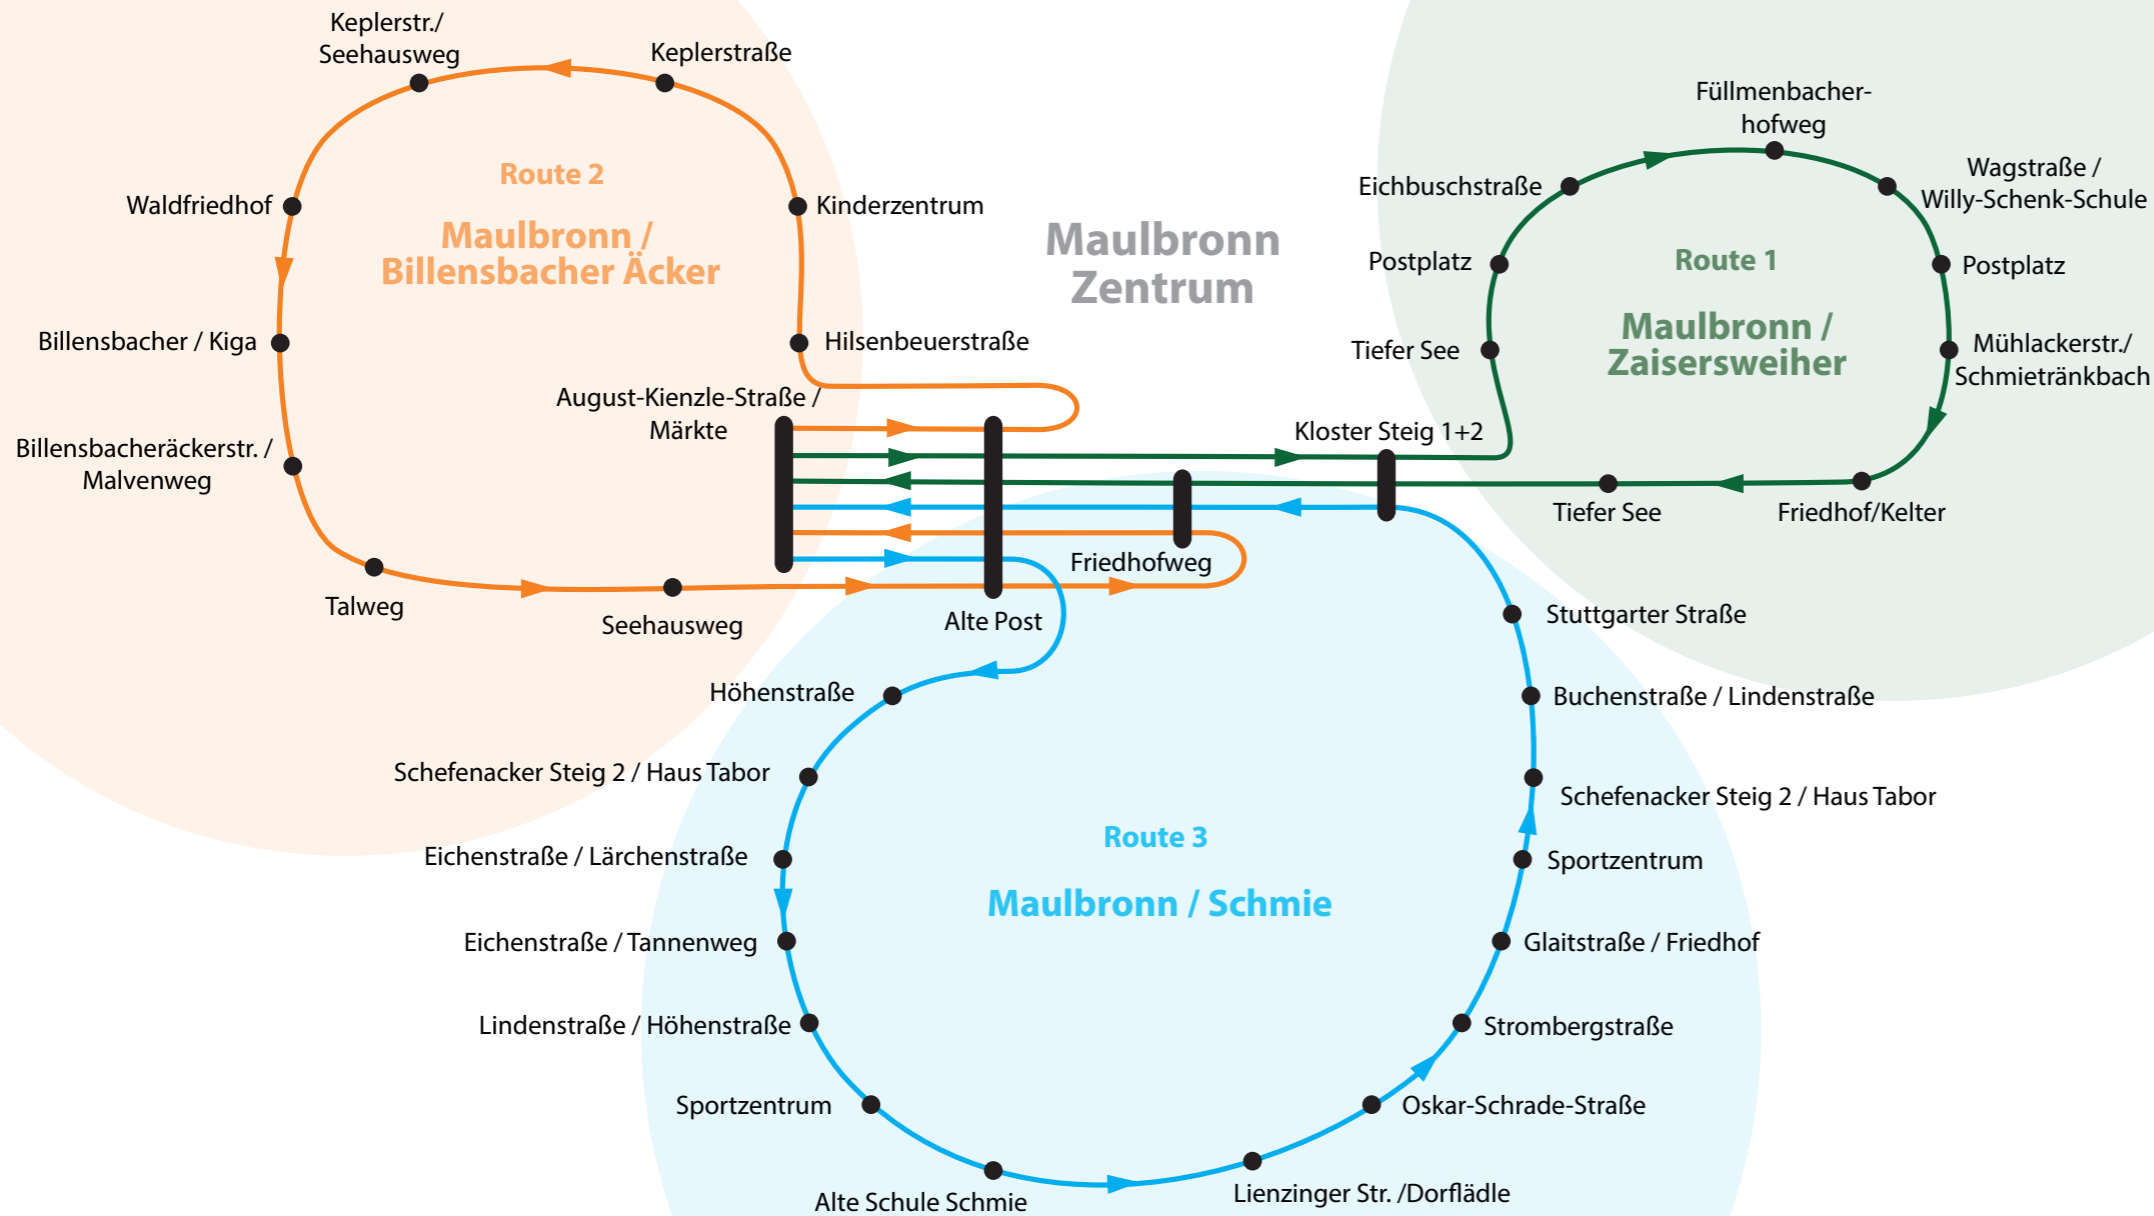 Keplerstr./
Seehausweg
Keplerstraße
Waldfriedhof
Route 2
Maulbronn /
Billensbacher Äcker
Kinderzentrum
Billensbacher / Kiga
Hilsenbeuerstraße
August-Kienzle-Straße /
Märkte
Billensbacheräckerstr. /
Malvenweg
Talweg
Seehausweg
Alte Post
Friedhofweg
Maulbronn
Zentrum
Kloster Steig 1+2
Füllmenbacher-
hofweg
Eichbuschstraße
Wagstraße /
Willy-Schenk-Schule
Postplatz
Route 1
Postplatz
Maulbronn /
Zaisersweiher
Tiefer See
Mühlackerstr./
Schmietränkbach
Tiefer See
Friedhof/Kelter
Stuttgarter Straße
Höhenstraße
Buchenstraße / Lindenstraße
Schefenacker Steig 2 / Haus Tabor
Schefenacker Steig 2 / Haus Tabor
Route 3
Eichenstraße / Lärchenstraße
Sportzentrum
Maulbronn / Schmie
Eichenstraße / Tannenweg
Glaitstraße / Friedhof
Lindenstraße / Höhenstraße
Strombergstraße
Sportzentrum
Oskar-Schrade-Straße
Alte Schule Schmie
Lienzinger Str. /Dorflädle